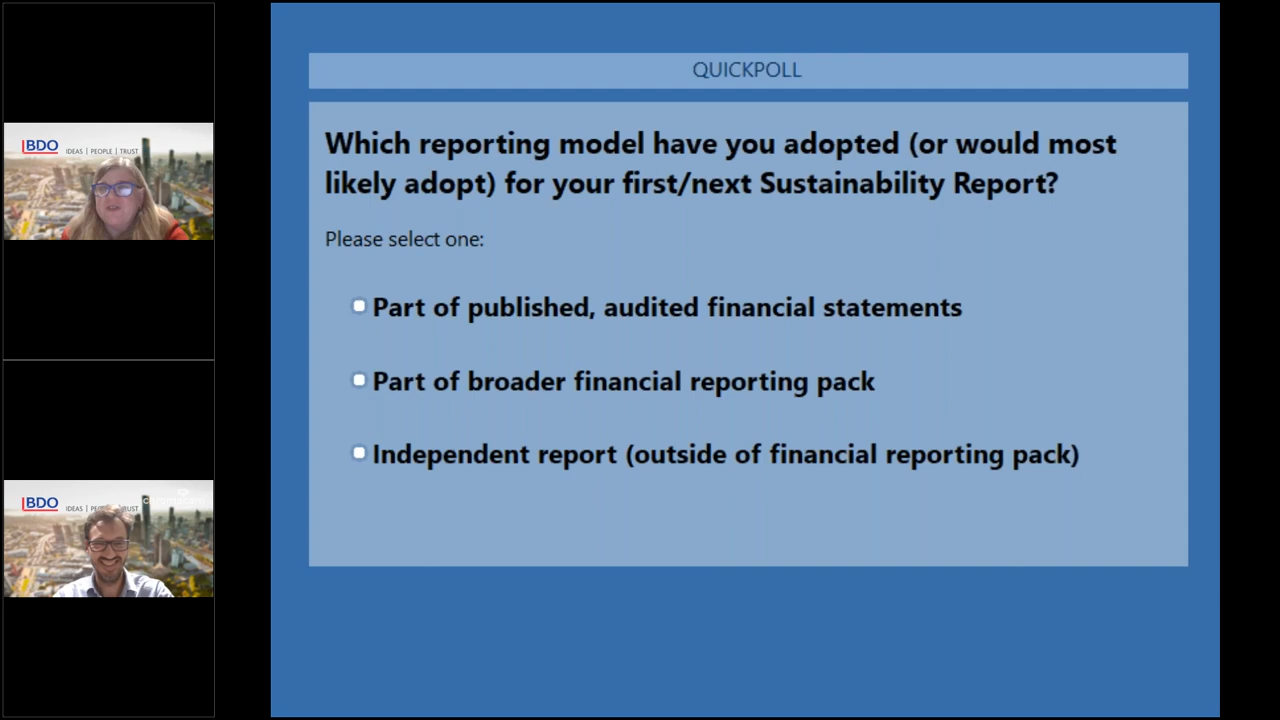 BDO IDEAS | PEOPLE | TRUST
QUICKPOLL
Which reporting model have you adopted (or would most
likely adopt) for your first/next Sustainability Report?
Please select one:
Part of published, audited financial statements
Part of broader financial reporting pack
Independent report (outside of financial reporting pack)
BDO IDEAS